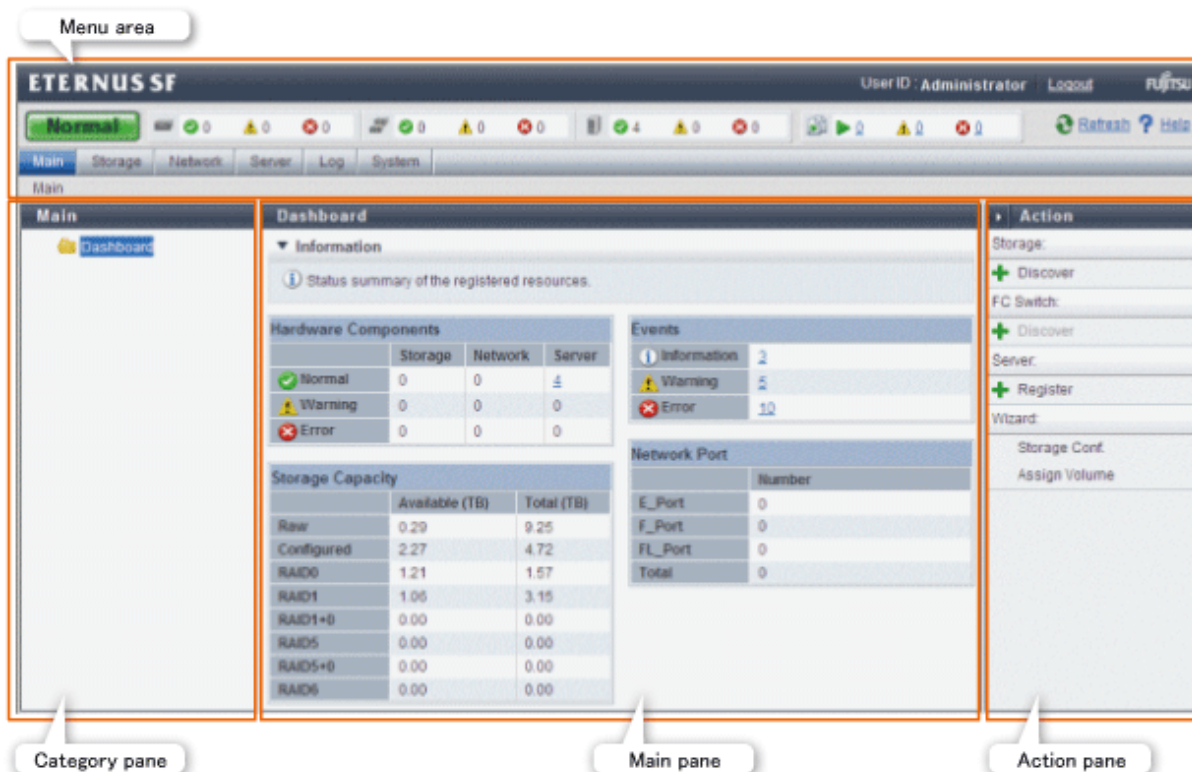 Menu area
ETERNUS SF User ID : Administrator Logout FUJITSU
Normal 0 0 0 0 0 0 4 0 0 0 0 0 Refresh ? Help
Main Storage Network Server Log System
Main
Main
Dashboard
Dashboard
Information
Status summary of the registered resources.
Hardware Components
Storage Network Server
Normal 0 0 4
Warning 0 0 0
Error 0 0 0
Storage Capacity
Available (TB) Total (TB)
Raw 0.29 9.25
Configured 2.27 4.72
RAID0 1.21 1.57
RAID1 1.06 3.15
RAID1+0 0.00 0.00
RAID5 0.00 0.00
RAID5+0 0.00 0.00
RAID6 0.00 0.00
Events
Information 3
Warning 5
Error 10
Network Port
Number
E_Port 0
F_Port 0
FL_Port 0
Total 0
Action
Storage:
Discover
FC Switch:
Discover
Server:
Register
Wizard:
Storage Conf.
Assign Volume
Category pane
Main pane
Action pane